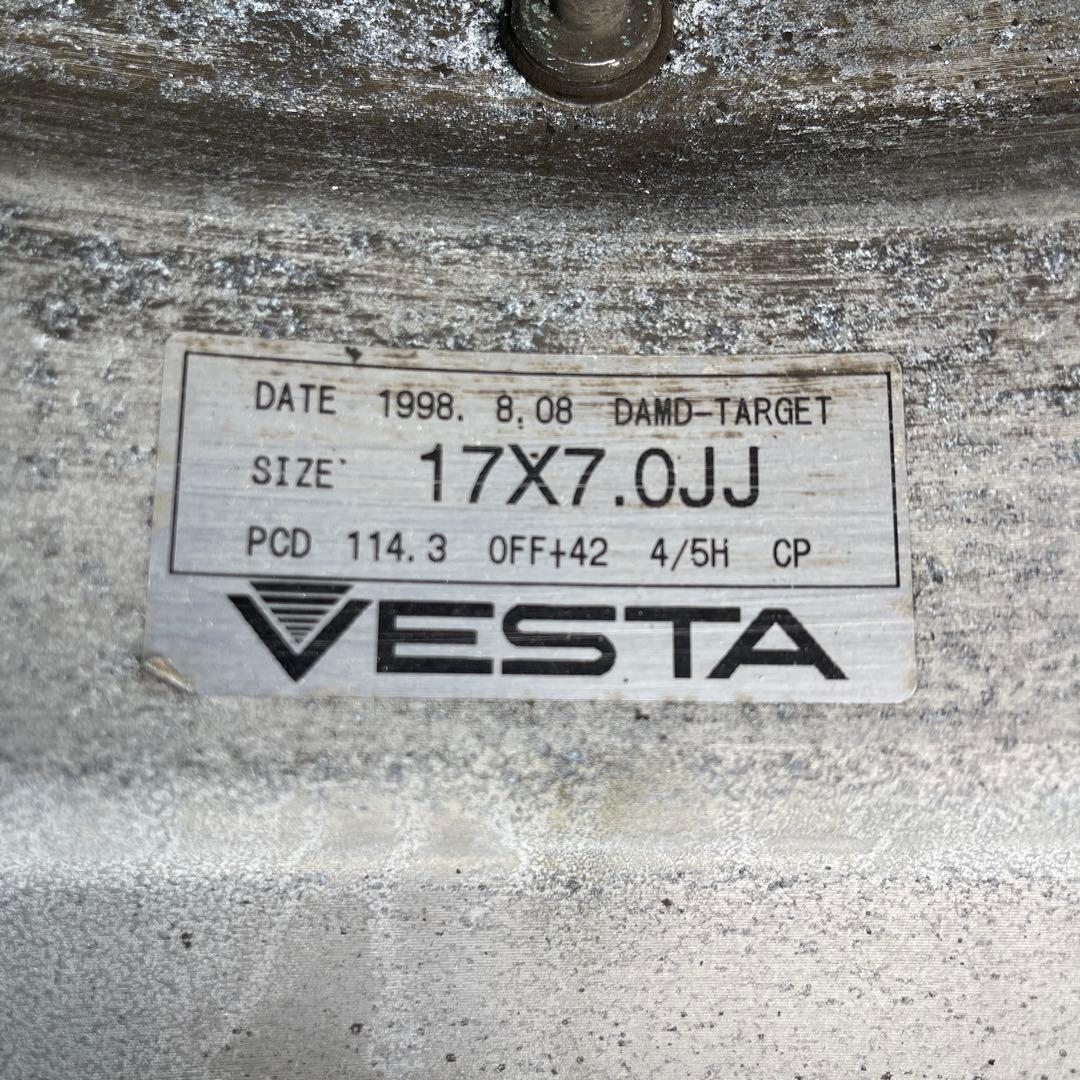 DATE 1998. 8.08 DAMD-TARGET
SIZE 17X7.0JJ
PCD 114.3 OFF+42 4/5H CP
VESTA